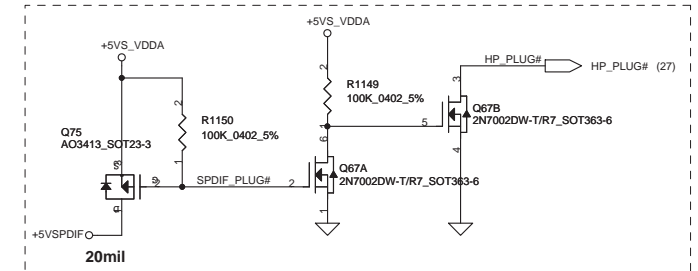 +5VS_VDDA
+5VS_VDDA
2
R1150
100K_0402_5%
1
2
R1149
100K_0402_5%
1
HP_PLUG#
HP_PLUG# (27)
3
5
Q67B
2N7002DW-T/R7_SOT363-6
4
Q75
AO3413_SOT23-3
SPDIF_PLUG#
2
6
Q67A
2N7002DW-T/R7_SOT363-6
1
+5VSPDIF
20mil